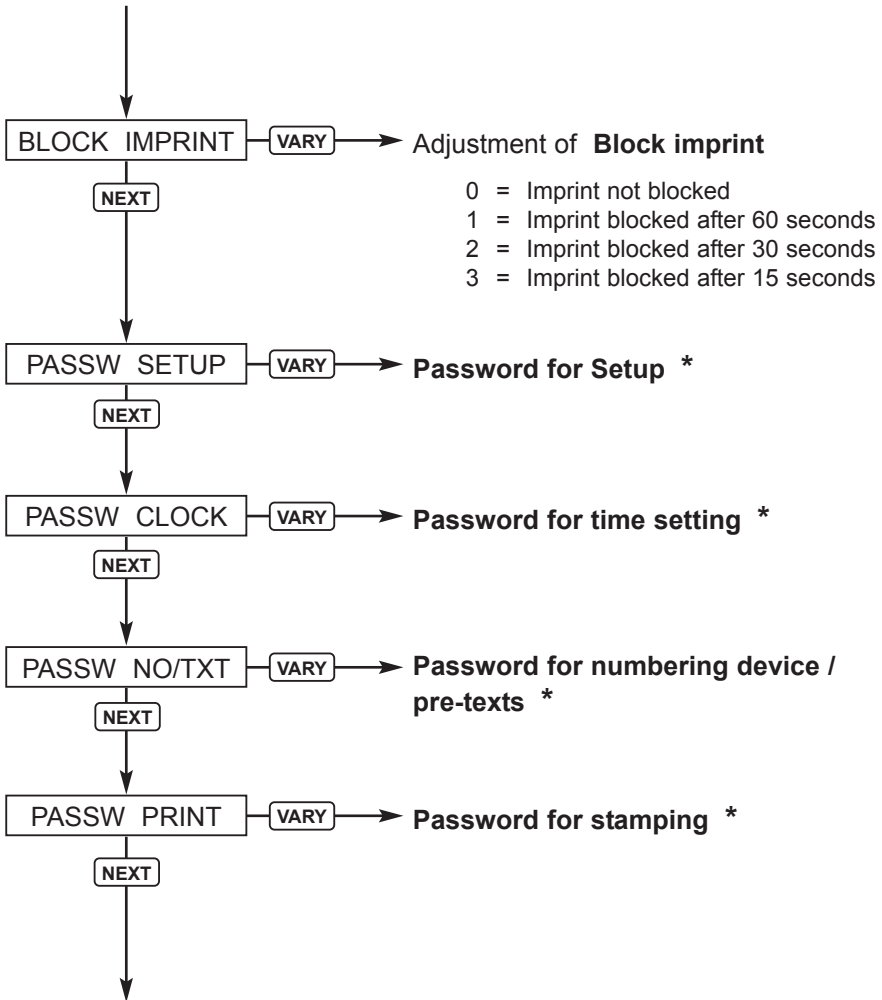 BLOCK IMPRINT VARY Adjustment of Block imprint
NEXT
0 = Imprint not blocked
1 = Imprint blocked after 60 seconds
2 = Imprint blocked after 30 seconds
3 = Imprint blocked after 15 seconds
PASSW SETUP VARY Password for Setup *
NEXT
PASSW CLOCK VARY Password for time setting *
NEXT
PASSW NO/TXT VARY Password for numbering device /
pre-texts *
NEXT
PASSW PRINT VARY Password for stamping *
NEXT